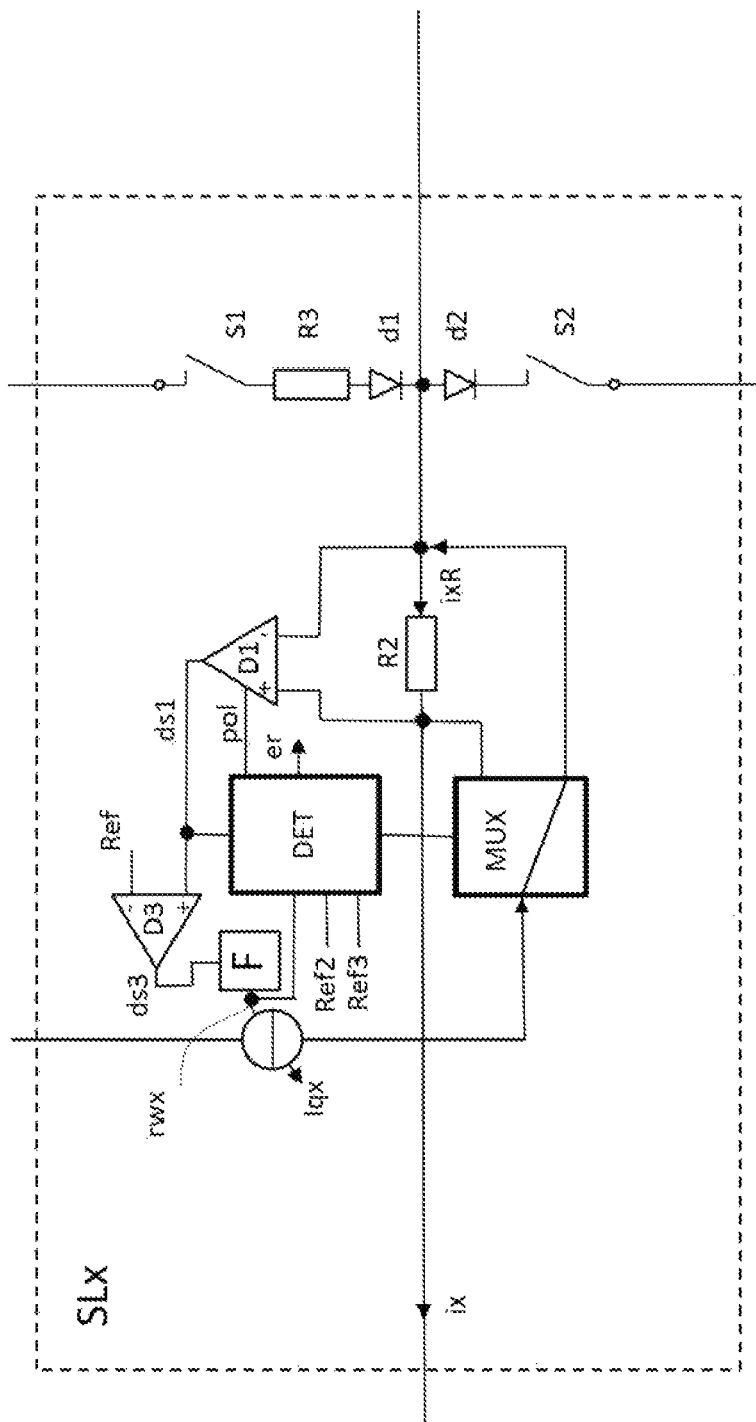 SLx
rwx
Iqx
ds3
F
D3
Ref
ds1
pol
er
DET
Ref2
Ref3
D1
+
-
+
-
R2
ixR
MUX
ix
S1
R3
d1
d2
S2